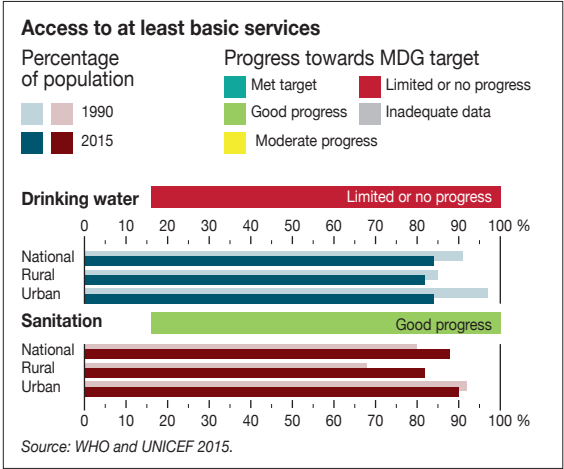 Access to at least basic services
Percentage
of population
1990
2015
Progress towards MDG target
Met target
Limited or no progress
Good progress
Inadequate data
Moderate progress
Drinking water
Limited or no progress
0 10 20 30 40 50 60 70 80 90 100 %
National
Rural
Urban
Sanitation
Good progress
National
Rural
Urban
0 10 20 30 40 50 60 70 80 90 100 %
Source: WHO and UNICEF 2015.